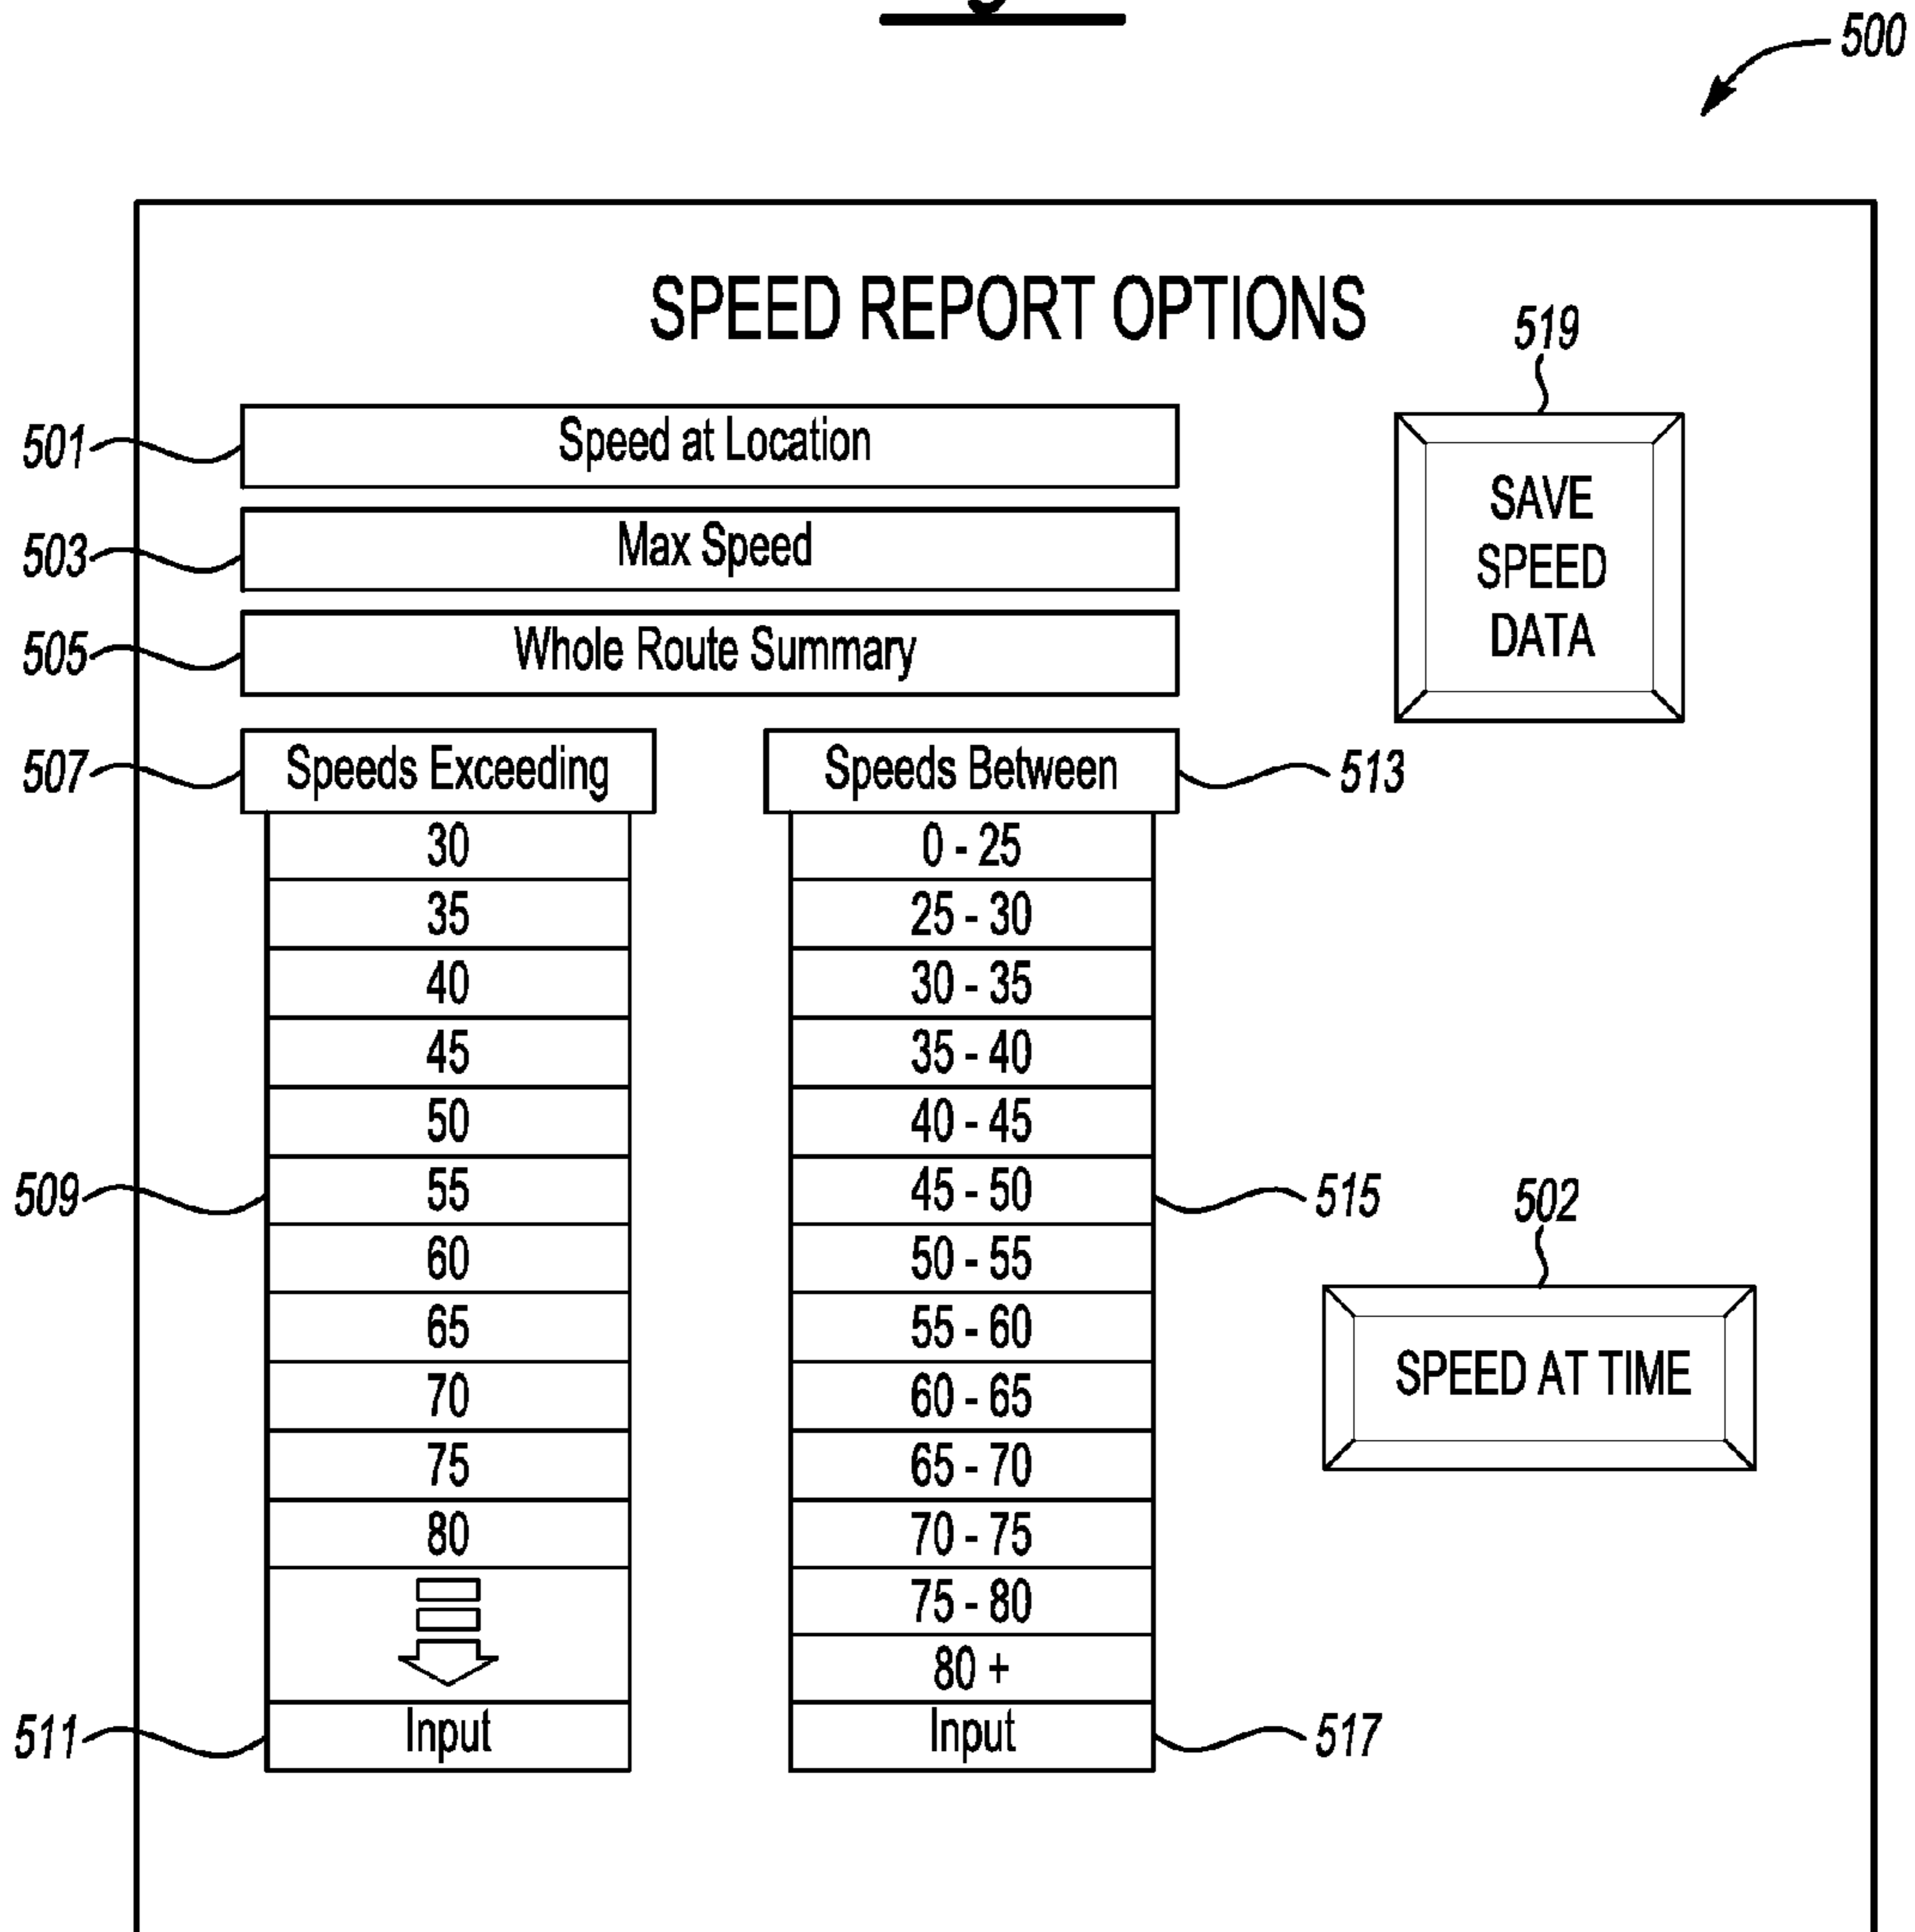 500
SPEED REPORT OPTIONS
519
501
Speed at Location
SAVE
SPEED
DATA
503
Max Speed
505
Whole Route Summary
507
Speeds Exceeding
Speeds Between
513
30
0 - 25
35
25 - 30
40
30 - 35
45
35 - 40
50
40 - 45
509
55
45 - 50
515
502
60
50 - 55
65
55 - 60
SPEED AT TIME
70
60 - 65
75
65 - 70
80
70 - 75
75 - 80
80 +
511
Input
Input
517